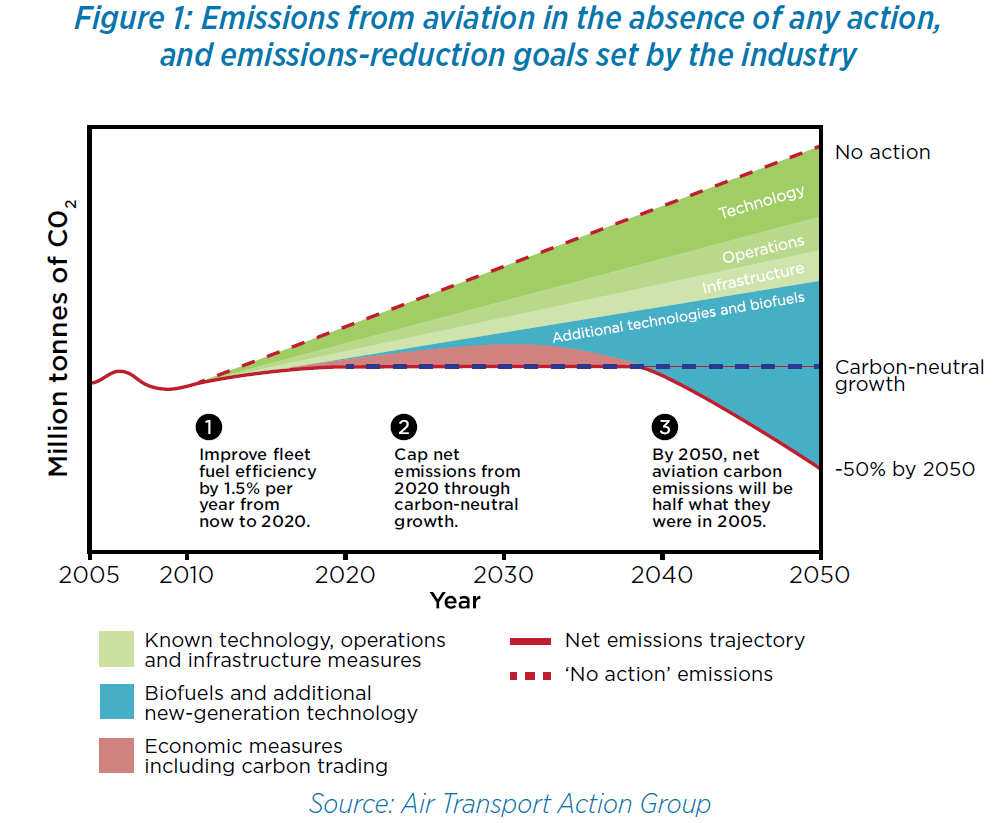 Figure 1: Emissions from aviation in the absence of any action,
and emissions-reduction goals set by the industry
Million tonnes of CO2
No action
Technology
Operations
Infrastructure
Additional technologies and biofuels
Carbon-neutral
growth
-50% by 2050
1
Improve fleet
fuel efficiency
by 1.5% per
year from
now to 2020.
2
Cap net
emissions from
2020 through
carbon-neutral
growth.
3
By 2050, net
aviation carbon
emissions will be
half what they
were in 2005.
2005 2010 2020 2030 2040 2050
Year
Known technology, operations
and infrastructure measures
Biofuels and additional
new-generation technology
Economic measures
including carbon trading
Net emissions trajectory
‘No action’ emissions
Source: Air Transport Action Group